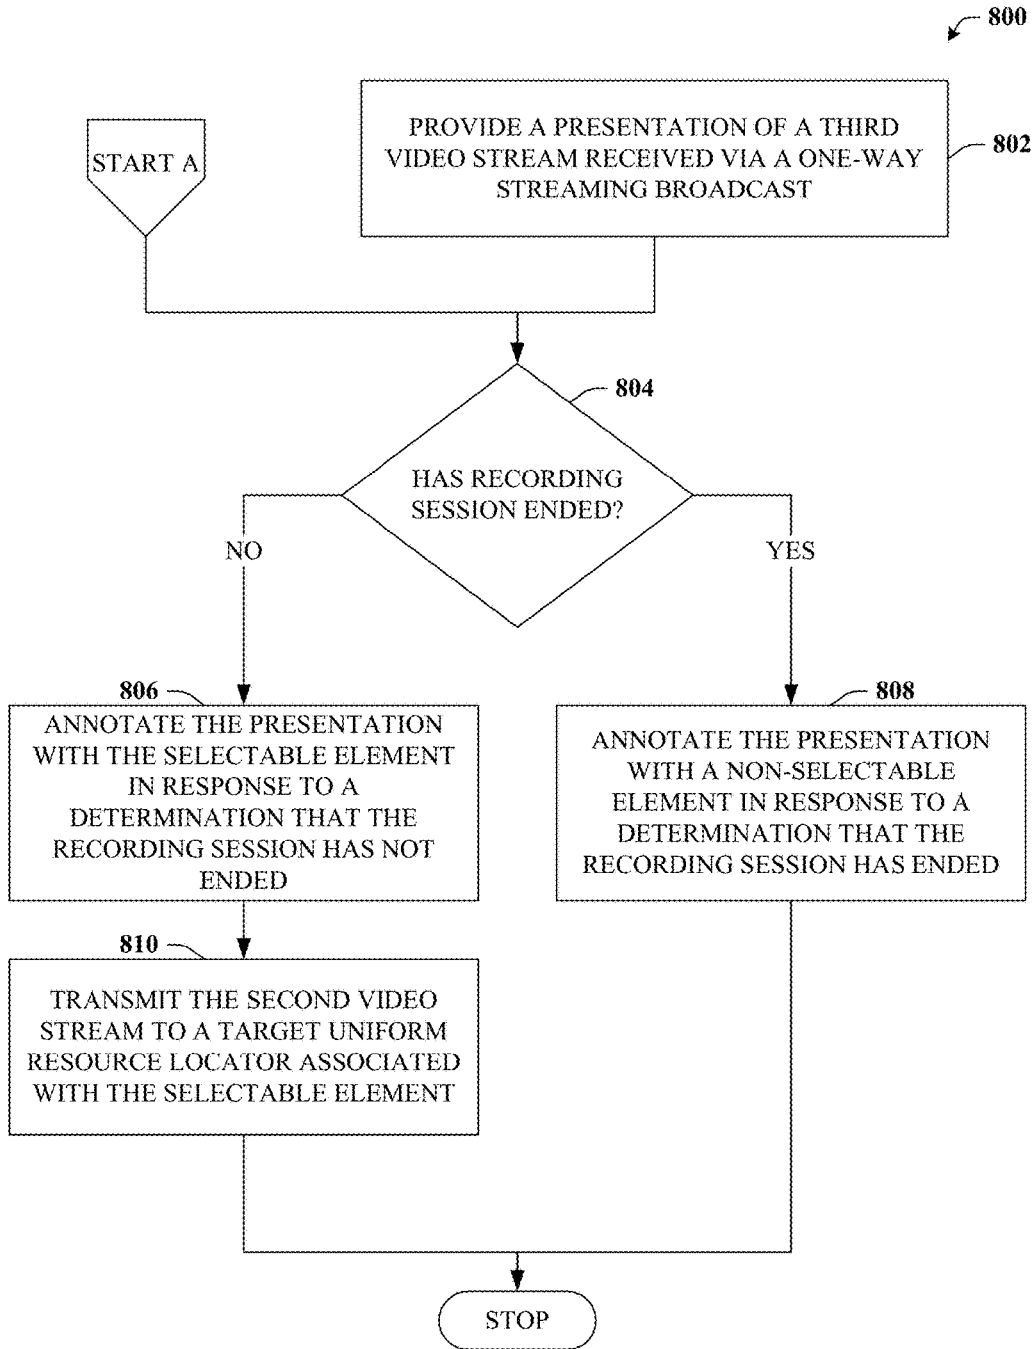 800
START A
PROVIDE A PRESENTATION OF A THIRD
VIDEO STREAM RECEIVED VIA A ONE-WAY
STREAMING BROADCAST
802
804
HAS RECORDING
SESSION ENDED?
NO
YES
806
ANNOTATE THE PRESENTATION
WITH THE SELECTABLE ELEMENT
IN RESPONSE TO A
DETERMINATION THAT THE
RECORDING SESSION HAS NOT
ENDED
808
ANNOTATE THE PRESENTATION
WITH A NON-SELECTABLE
ELEMENT IN RESPONSE TO A
DETERMINATION THAT THE
RECORDING SESSION HAS ENDED
810
TRANSMIT THE SECOND VIDEO
STREAM TO A TARGET UNIFORM
RESOURCE LOCATOR ASSOCIATED
WITH THE SELECTABLE ELEMENT
STOP